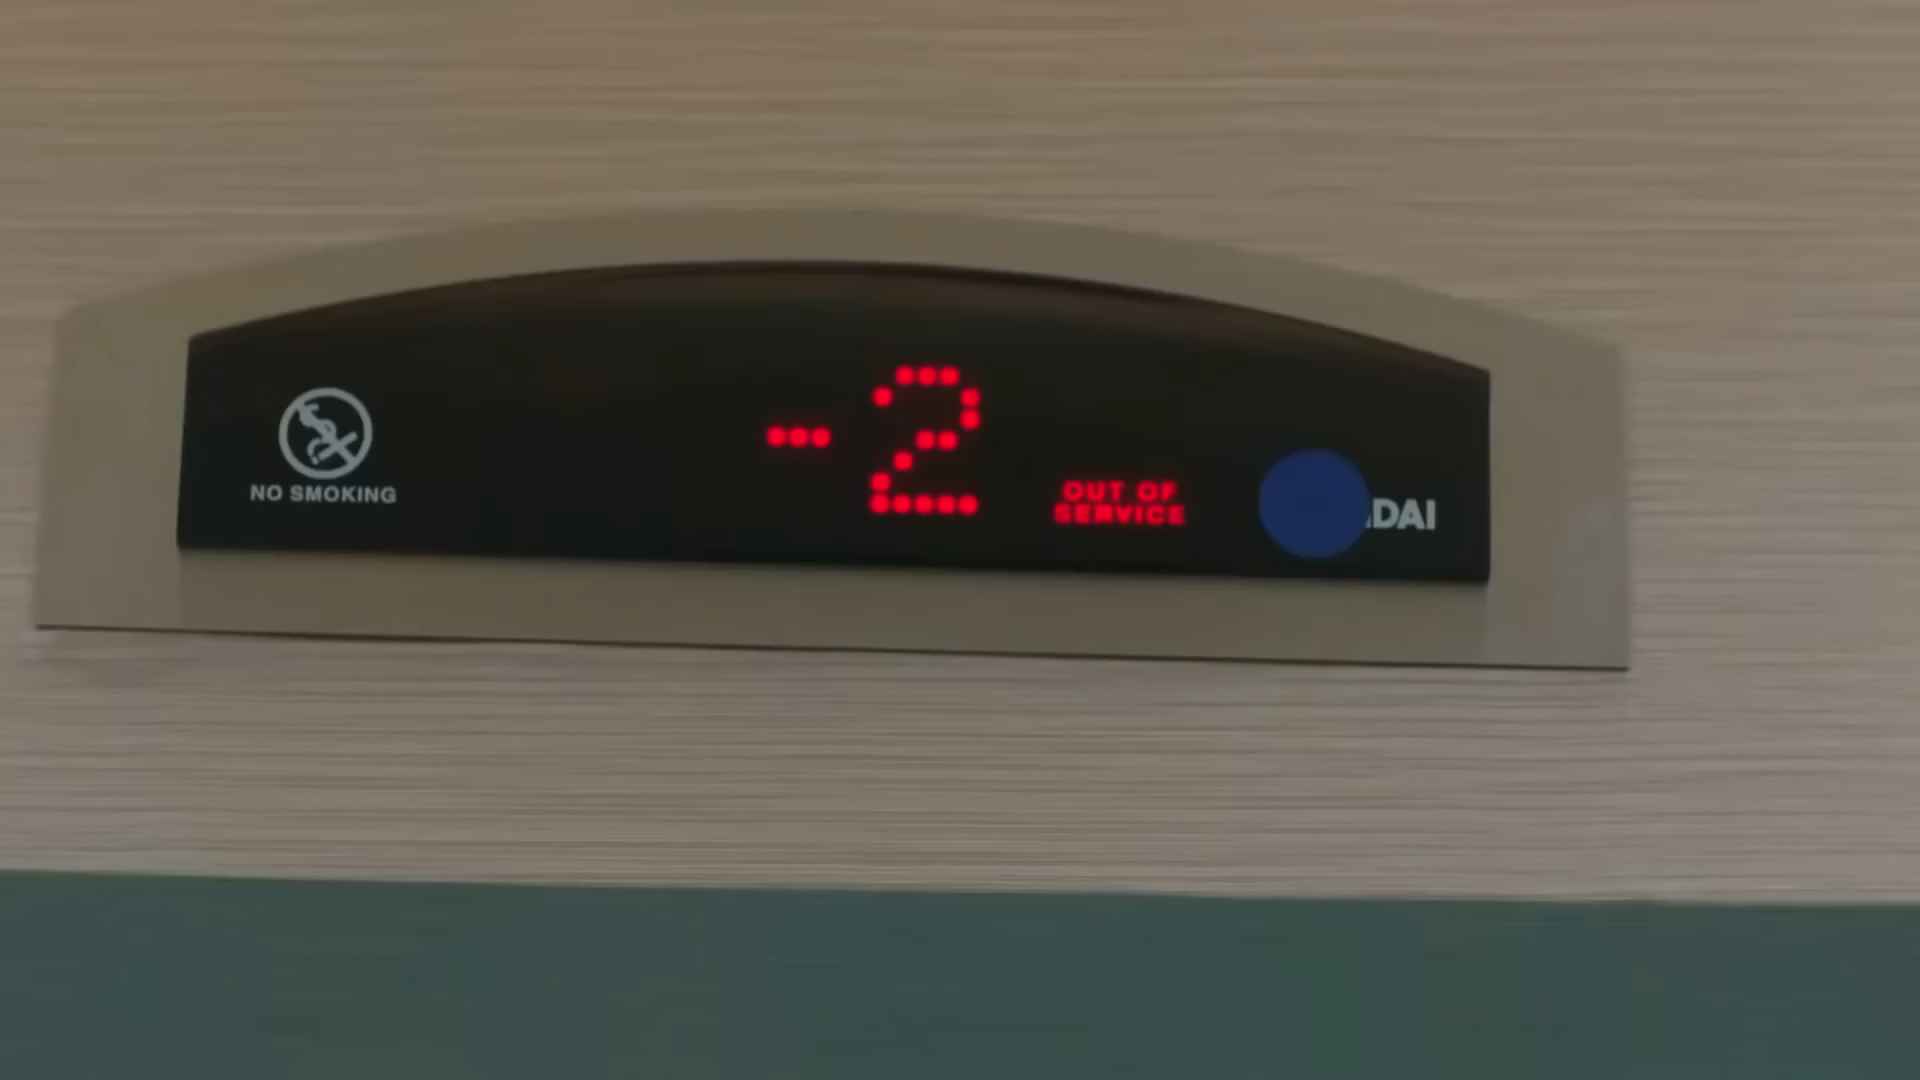 -2
OUT OF
SERVICE
NO SMOKING
DAI